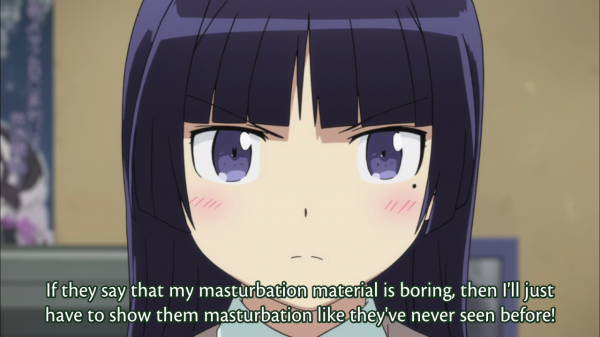 If they say that my masturbation material is boring, then I'll just
have to show them masturbation like they've never seen before!